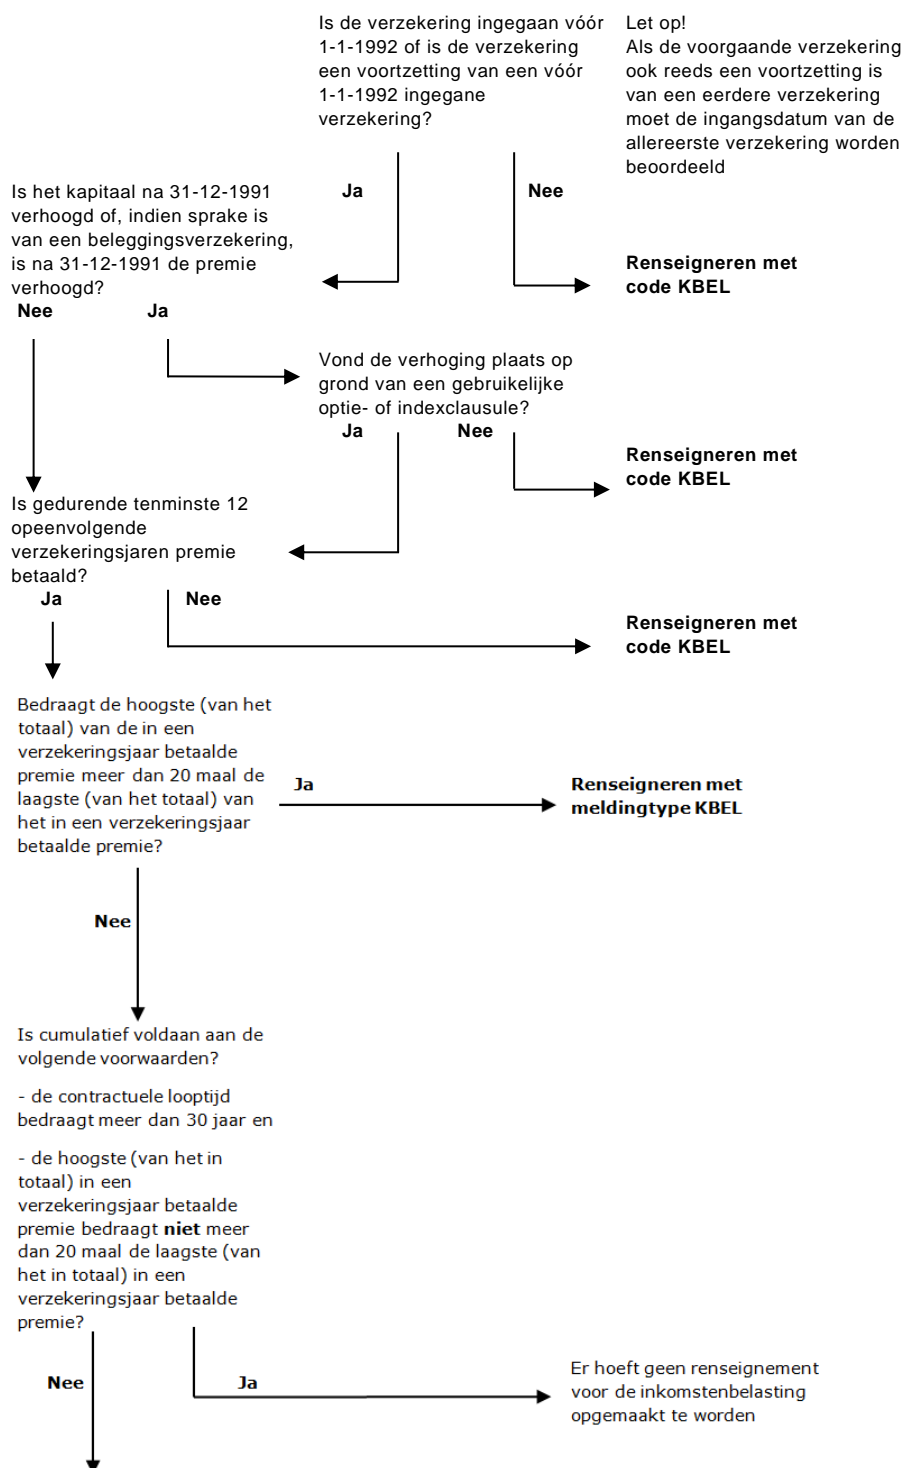 Is de verzekering ingegaan vóór
1-1-1992 of is de verzekering
een voortzetting van een vóór
1-1-1992 ingegane
verzekering?
Let op!
Als de voorgaande verzekering
ook reeds een voortzetting is
van een eerdere verzekering
moet de ingangsdatum van de
allereerste verzekering worden
beoordeeld
Ja
Nee
Is het kapitaal na 31-12-1991
verhoogd of, indien sprake is
van een beleggingsverzekering,
is na 31-12-1991 de premie
verhoogd?
Renseigneren met
code KBEL
Nee
Ja
Vond de verhoging plaats op
grond van een gebruikelijke
optie- of indexclausule?
Ja
Nee
Renseigneren met
code KBEL
Is gedurende tenminste 12
opeenvolgende
verzekeringsjaren premie
betaald?
Ja
Nee
Renseigneren met
code KBEL
Bedraagt de hoogste (van het
totaal) van de in een
verzekeringsjaar betaalde
premie meer dan 20 maal de
laagste (van het totaal) van
het in een verzekeringsjaar
betaalde premie?
Ja
Renseigneren met
meldingtype KBEL
Nee
Is cumulatief voldaan aan de
volgende voorwaarden?
- de contractuele looptijd
bedraagt meer dan 30 jaar en
- de hoogste (van het in
totaal) in een
verzekeringsjaar betaalde
premie bedraagt niet meer
dan 20 maal de laagste (van
het in totaal) in een
verzekeringsjaar betaalde
premie?
Nee
Ja
Er hoeft geen renseignement
voor de inkomstenbelasting
opgemaakt te worden